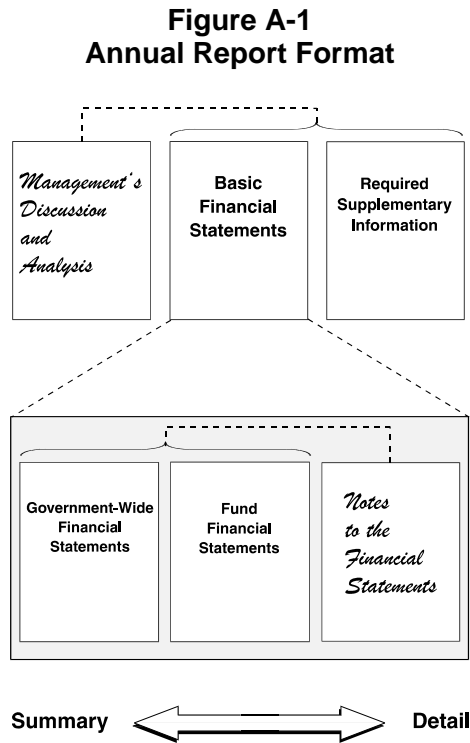 Figure A-1
Annual Report Format
Management's
Discussion
and
Analysis
Basic
Financial
Statements
Required
Supplementary
Information
Government-Wide
Financial
Statements
Fund
Financial
Statements
Notes
to the
Financial
Statements
Summary
Detail